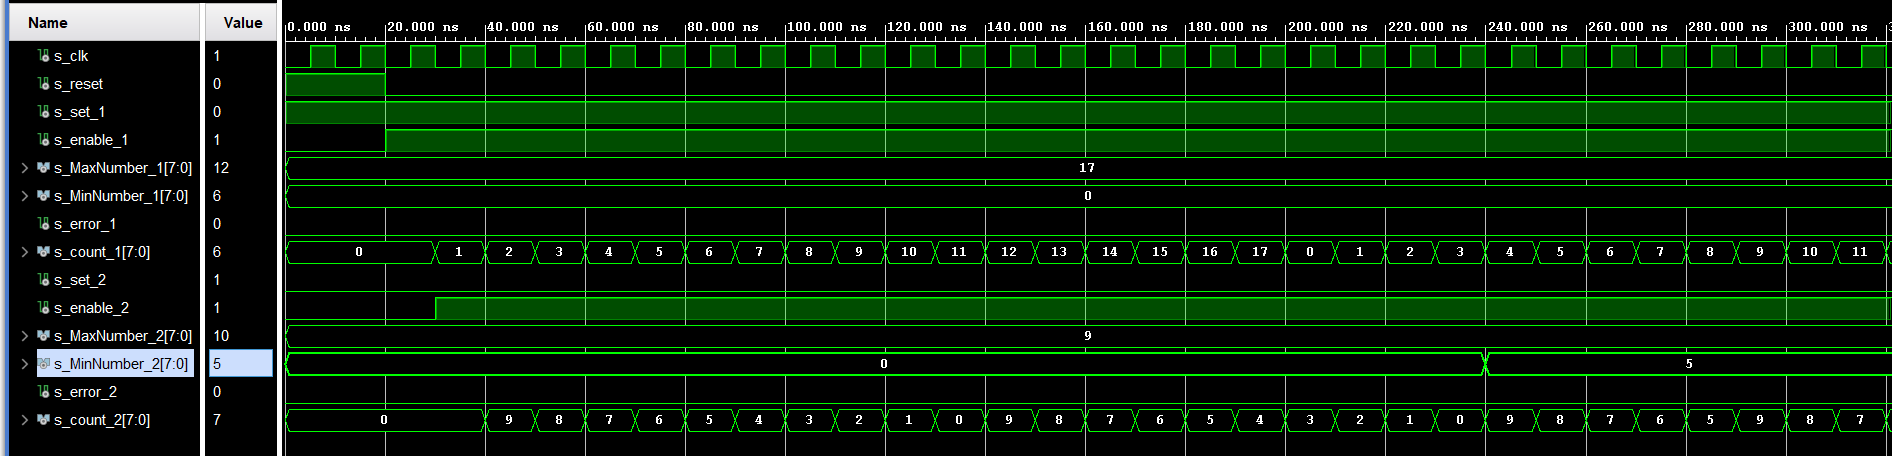 Name Value
0.000 ns 20.000 ns 40.000 ns 60.000 ns 80.000 ns 100.000 ns 120.000 ns 140.000 ns 160.000 ns 180.000 ns 200.000 ns 220.000 ns 240.000 ns 260.000 ns 280.000 ns 300.000 ns
s_clk 1
s_reset 0
s_set_1 0
s_enable_1 1
s_MaxNumber_1[7:0] 12 17
s_MinNumber_1[7:0] 6 0
s_error_1 0
s_count_1[7:0] 6 0 1 2 3 4 5 6 7 8 9 10 11 12 13 14 15 16 17 0 1 2 3 4 5 6 7 8 9 10 11
s_set_2 1
s_enable_2 1
s_MaxNumber_2[7:0] 10 9
s_MinNumber_2[7:0] 5 0 5
s_error_2 0
s_count_2[7:0] 7 0 9 8 7 6 5 4 3 2 1 0 9 8 7 6 5 4 3 2 1 0 9 8 7 6 5 9 8 7